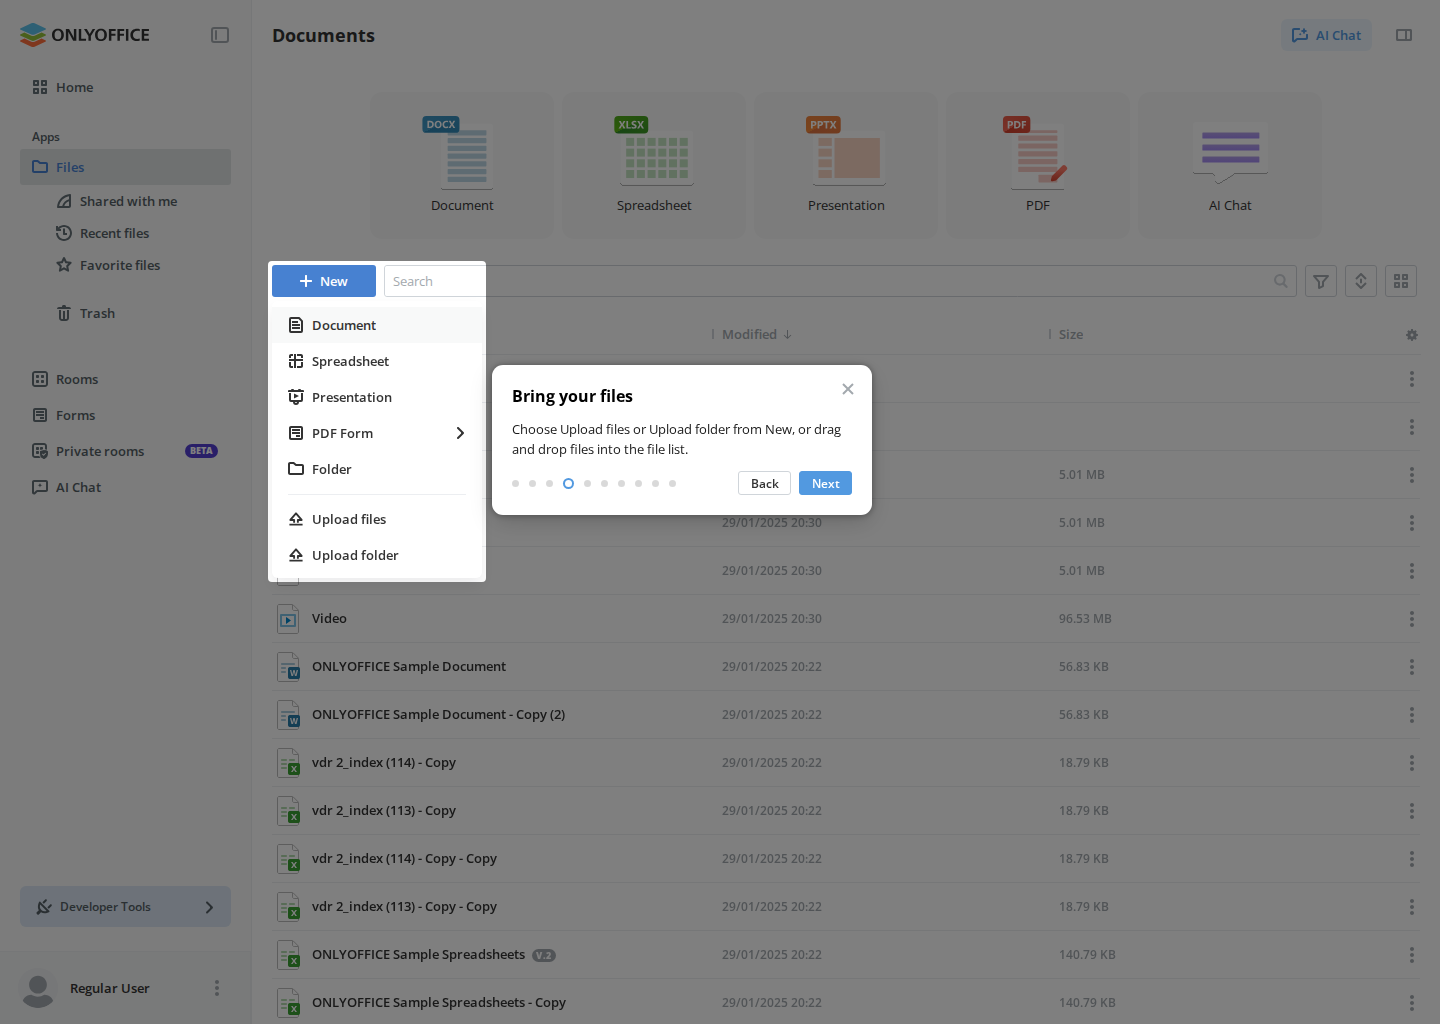 ONLYOFFICE
Documents
AI Chat
Home
Apps
Files
Shared with me
Recent files
Favorite files
Trash
Rooms
Forms
Private rooms BETA
AI Chat
Developer Tools
Regular User
DOCX
Document
XLSX
Spreadsheet
PPTX
Presentation
PDF
PDF
AI Chat
New
Search
Document
Spreadsheet
Presentation
PDF Form
Folder
Upload files
Upload folder
Bring your files
Choose Upload files or Upload folder from New, or drag
and drop files into the file list.
Back
Next
Modified
Size
5.01 MB
29/01/2025 20:30 5.01 MB
29/01/2025 20:30 5.01 MB
Video 29/01/2025 20:30 96.53 MB
ONLYOFFICE Sample Document 29/01/2025 20:22 56.83 KB
ONLYOFFICE Sample Document - Copy (2) 29/01/2025 20:22 56.83 KB
vdr 2_index (114) - Copy 29/01/2025 20:22 18.79 KB
vdr 2_index (113) - Copy 29/01/2025 20:22 18.79 KB
vdr 2_index (114) - Copy - Copy 29/01/2025 20:22 18.79 KB
vdr 2_index (113) - Copy - Copy 29/01/2025 20:22 18.79 KB
ONLYOFFICE Sample Spreadsheets V.2 29/01/2025 20:22 140.79 KB
ONLYOFFICE Sample Spreadsheets - Copy 29/01/2025 20:22 140.79 KB